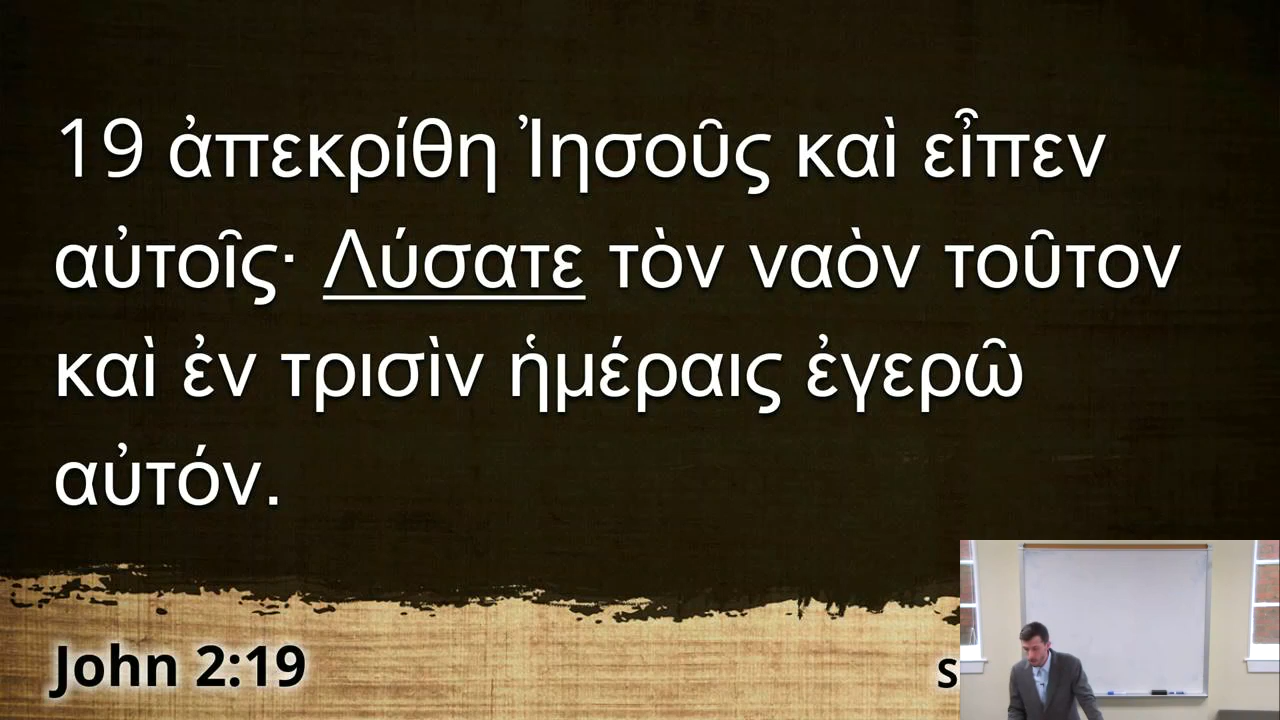 19 ἀπεκρίθη Ἰησοῦς καὶ εἶπεν
αὐτοῖς· Λύσατε τὸν ναὸν τοῦτον
καὶ ἐν τρισὶν ἡμέραις ἐγερῶ
αὐτόν.
John 2:19